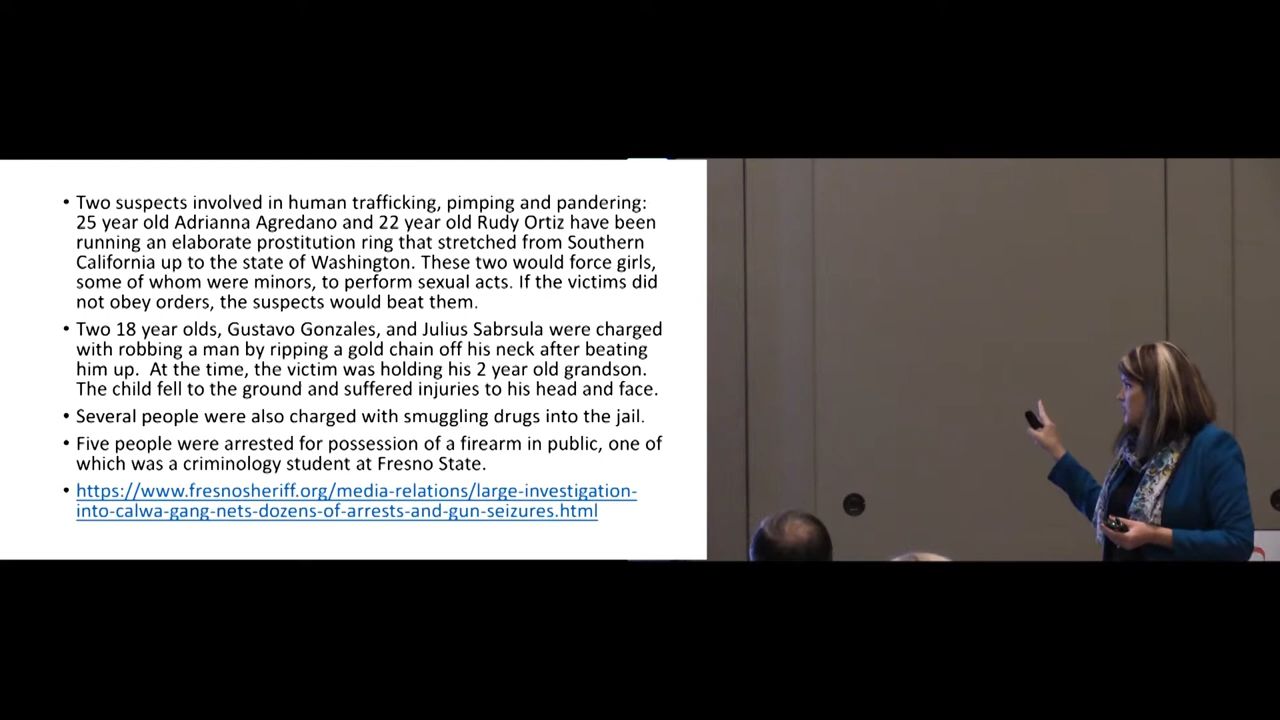 • Two suspects involved in human trafficking, pimping and pandering:
25 year old Adrianna Agredano and 22 year old Rudy Ortiz have been
running an elaborate prostitution ring that stretched from Southern
California up to the state of Washington. These two would force girls,
some of whom were minors, to perform sexual acts. If the victims did
not obey orders, the suspects would beat them.
• Two 18 year olds, Gustavo Gonzales, and Julius Sabrsula were charged
with robbing a man by ripping a gold chain off his neck after beating
him up. At the time, the victim was holding his 2 year old grandson.
The child fell to the ground and suffered injuries to his head and face.
• Several people were also charged with smuggling drugs into the jail.
• Five people were arrested for possession of a firearm in public, one of
which was a criminology student at Fresno State.
• https://www.fresnosheriff.org/media-relations/large-investigation-
into-calwa-gang-nets-dozens-of-arrests-and-gun-seizures.html